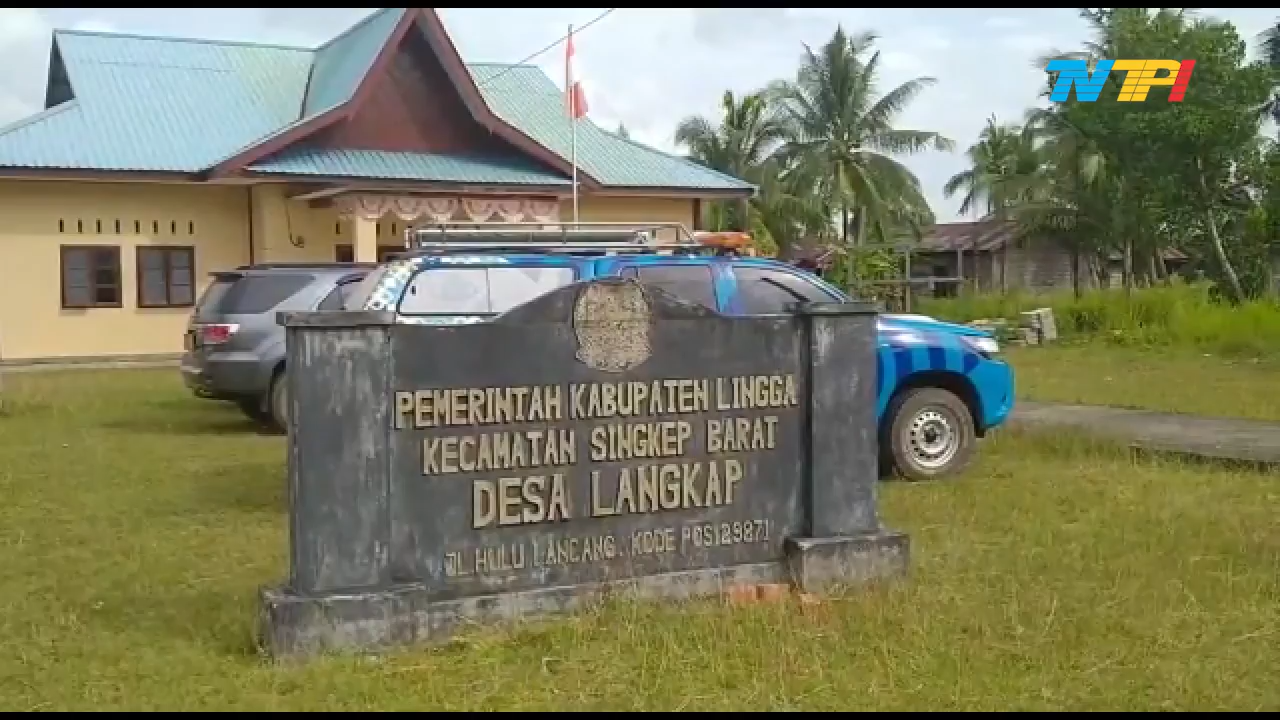 NTPI
PEMERINTAH KABUPATEN LINGGA
KECAMATAN SINGKEP BARAT
DESA LANGKAP
JL. HULU LANCANG. KODE POS 29871